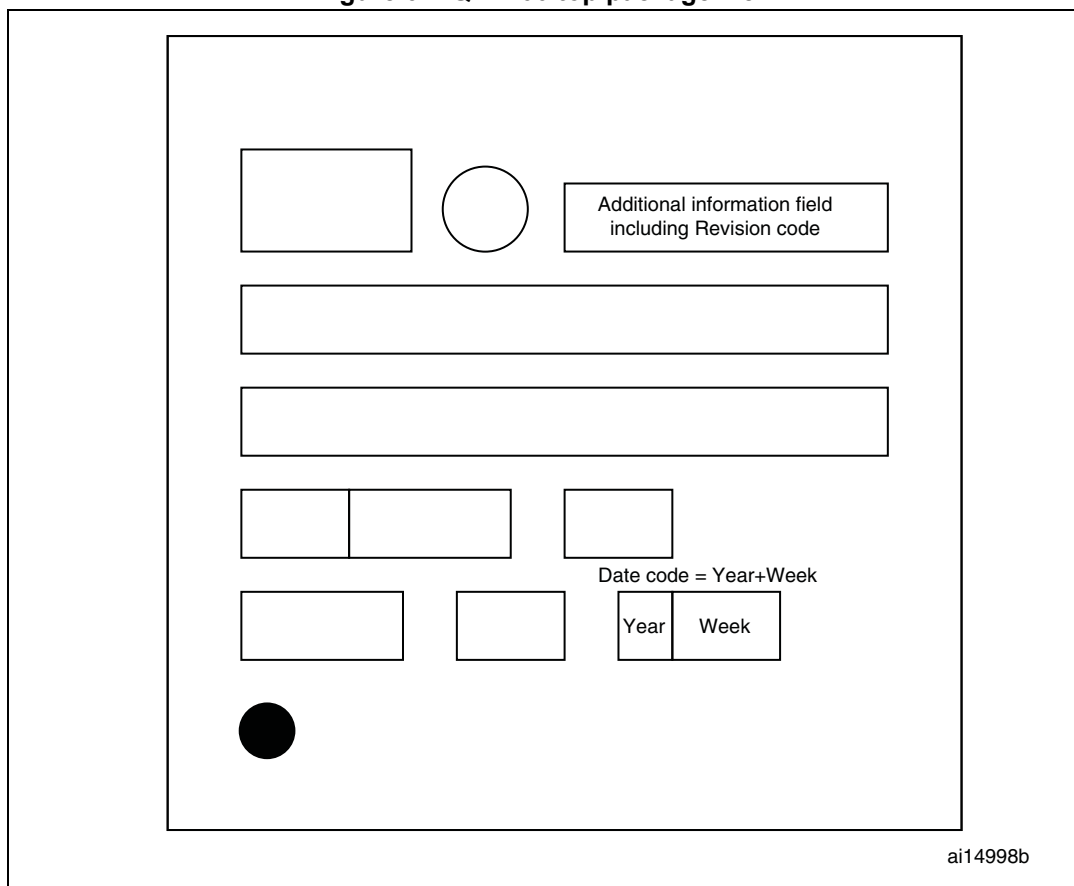 Additional information field
including Revision code
Date code = Year+Week
Year Week
ai14998b